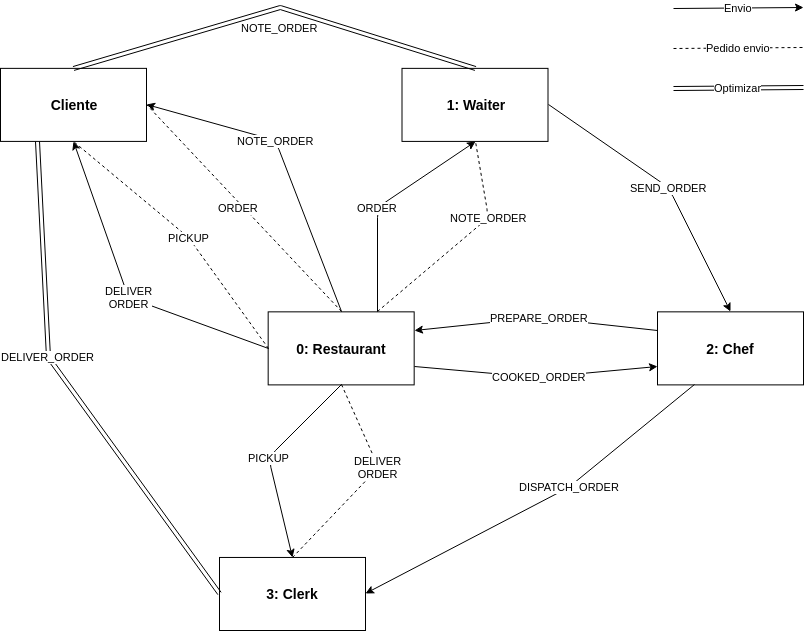 Envio
NOTE_ORDER
Pedido envio
Optimizar
Cliente
1: Waiter
NOTE_ORDER
SEND_ORDER
ORDER
ORDER
NOTE_ORDER
PICKUP
DELIVER
ORDER
PREPARE_ORDER
0: Restaurant
2: Chef
DELIVER_ORDER
COOKED_ORDER
PICKUP
DELIVER
ORDER
DISPATCH_ORDER
3: Clerk